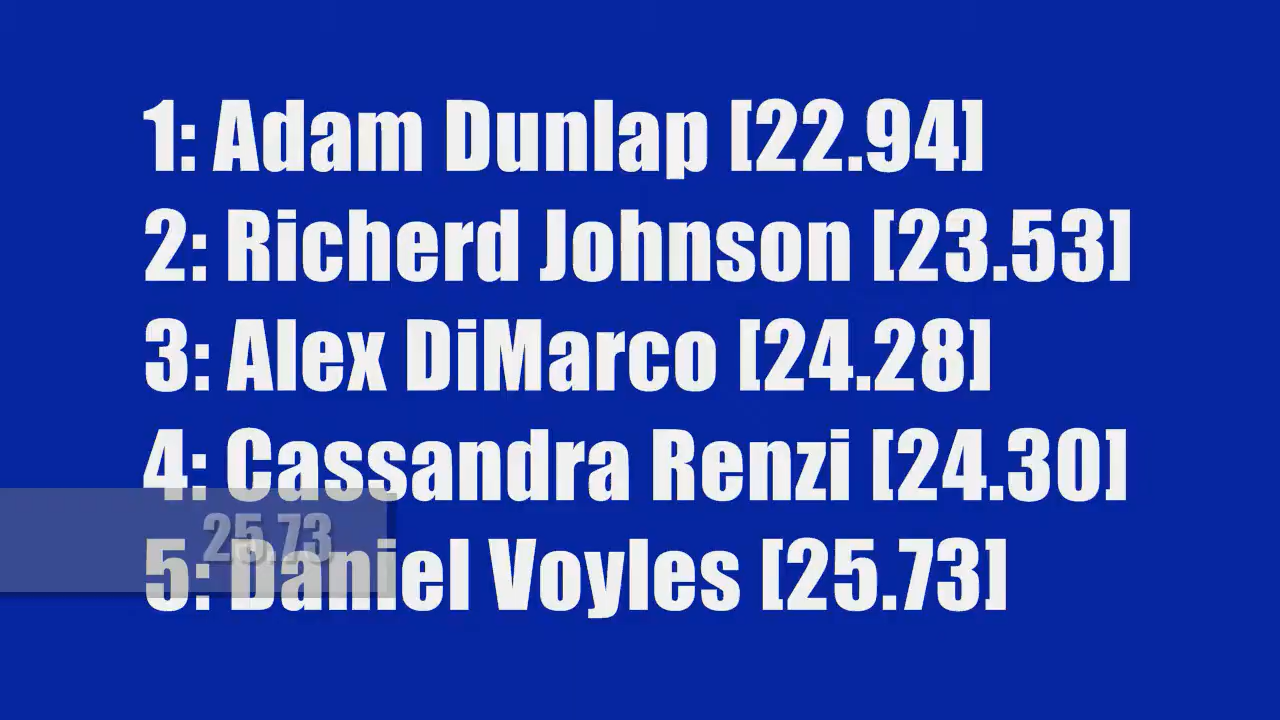 1: Adam Dunlap [22.94]
2: Richerd Johnson [23.53]
3: Alex DiMarco [24.28]
4: Cassandra Renzi [24.30]
25.73
5: Daniel Voyles [25.73]